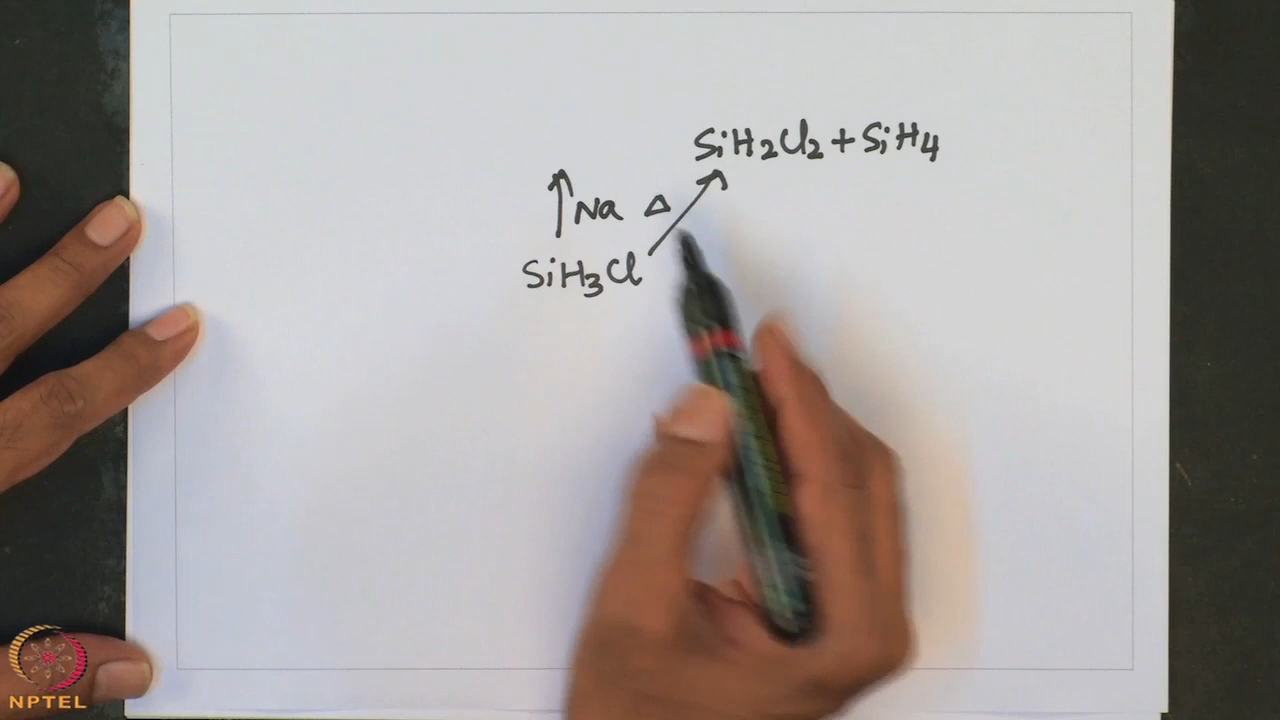 SiH2Cl2 + SiH4
↑Na Δ
SiH3Cl
NPTEL